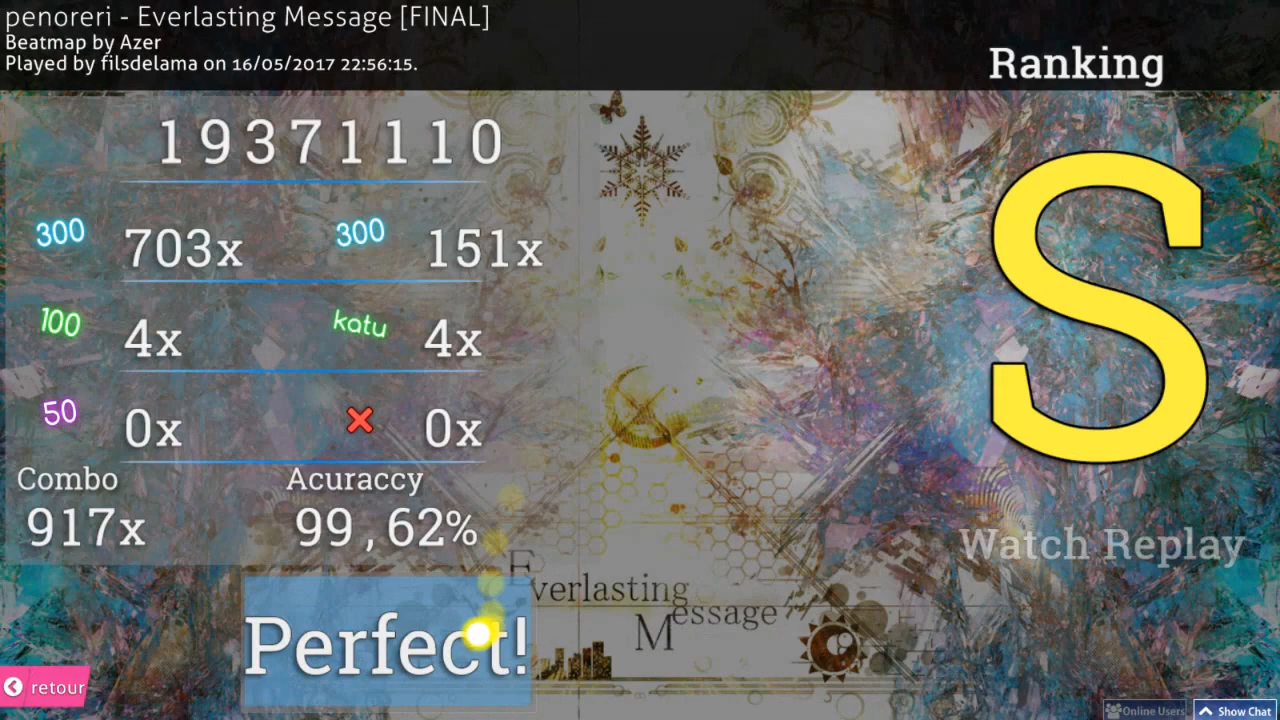 penoreri - Everlasting Message [FINAL]
Beatmap by Azer
Played by filsdelama on 16/05/2017 22:56:15.
Ranking
19371110
300 703x 300 151x
100 4x katu 4x
50 0x 0x
Combo Acuraccy
917x 99,62%
S
Watch Replay
Everlasting
Message
Perfect!
retour
Online Users Show Chat